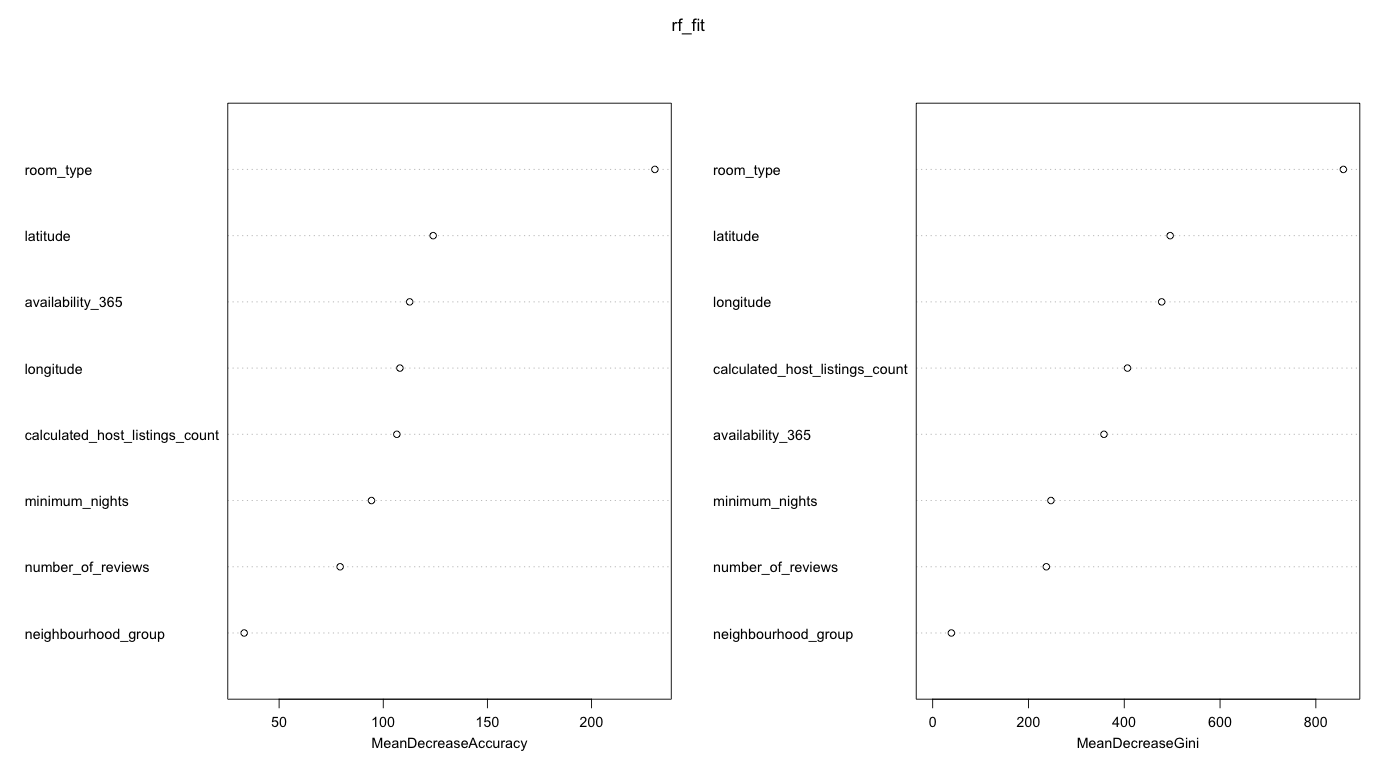 rf_fit
room_type
latitude
availability_365
longitude
calculated_host_listings_count
minimum_nights
number_of_reviews
neighbourhood_group
50 100 150 200
MeanDecreaseAccuracy
room_type
latitude
longitude
calculated_host_listings_count
availability_365
minimum_nights
number_of_reviews
neighbourhood_group
0 200 400 600 800
MeanDecreaseGini